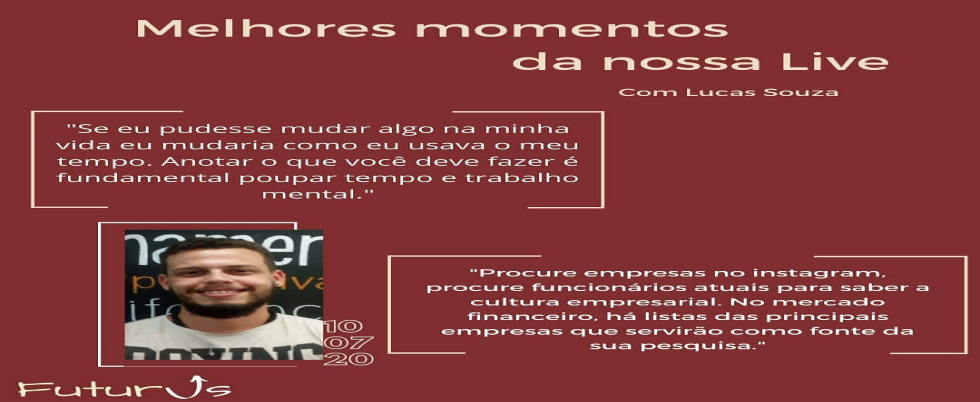 Melhores momentos
da nossa Live
Com Lucas Souza
"Se eu pudesse mudar algo na minha
vida eu mudaria como eu usava o meu
tempo. Anotar o que você deve fazer é
fundamental poupar tempo e trabalho
mental."
"Procure empresas no instagram,
procure funcionários atuais para saber a
cultura empresarial. No mercado
financeiro, há listas das principais
empresas que servirão como fonte da
sua pesquisa."
10
07
20
FuturUs